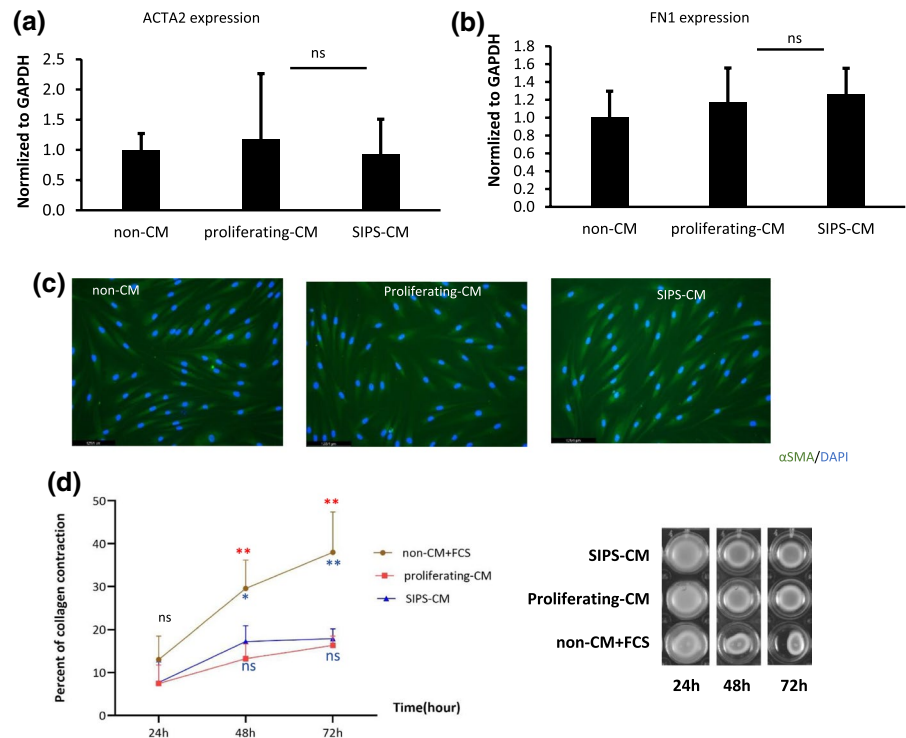 (a)
ACTA2 expression
ns
Normlized to GAPDH
2.5
2.0
1.5
1.0
0.5
0.0
non-CM
proliferating-CM
SIPS-CM
(b)
FN1 expression
ns
Normlized to GAPDH
1.8
1.6
1.4
1.2
1.0
0.8
0.6
0.4
0.2
0.0
non-CM
proliferating-CM
SIPS-CM
(c)
non-CM
Proliferating-CM
SIPS-CM
αSMA/DAPI
(d)
Percent of collagen contraction
50
40
30
20
10
0
ns
**
*
ns
**
**
ns
24h
48h
72h
Time(hour)
non-CM+FCS
proliferating-CM
SIPS-CM
SIPS-CM
Proliferating-CM
non-CM+FCS
24h
48h
72h